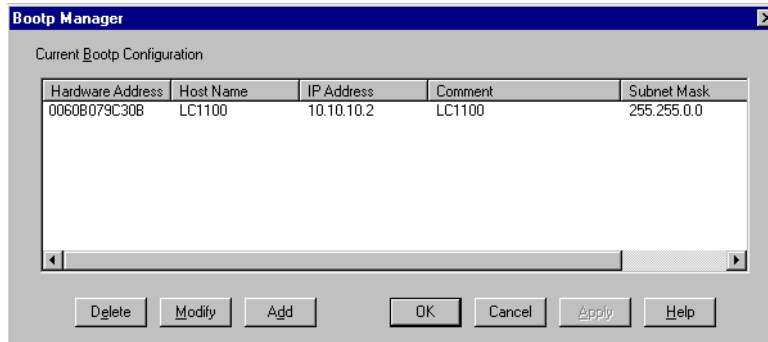 Bootp Manager
Current Bootp Configuration
Hardware Address Host Name IP Address Comment Subnet Mask
0060B079C30B LC1100 10.10.10.2 LC1100 255.255.0.0
Delete Modify Add OK Cancel Apply Help